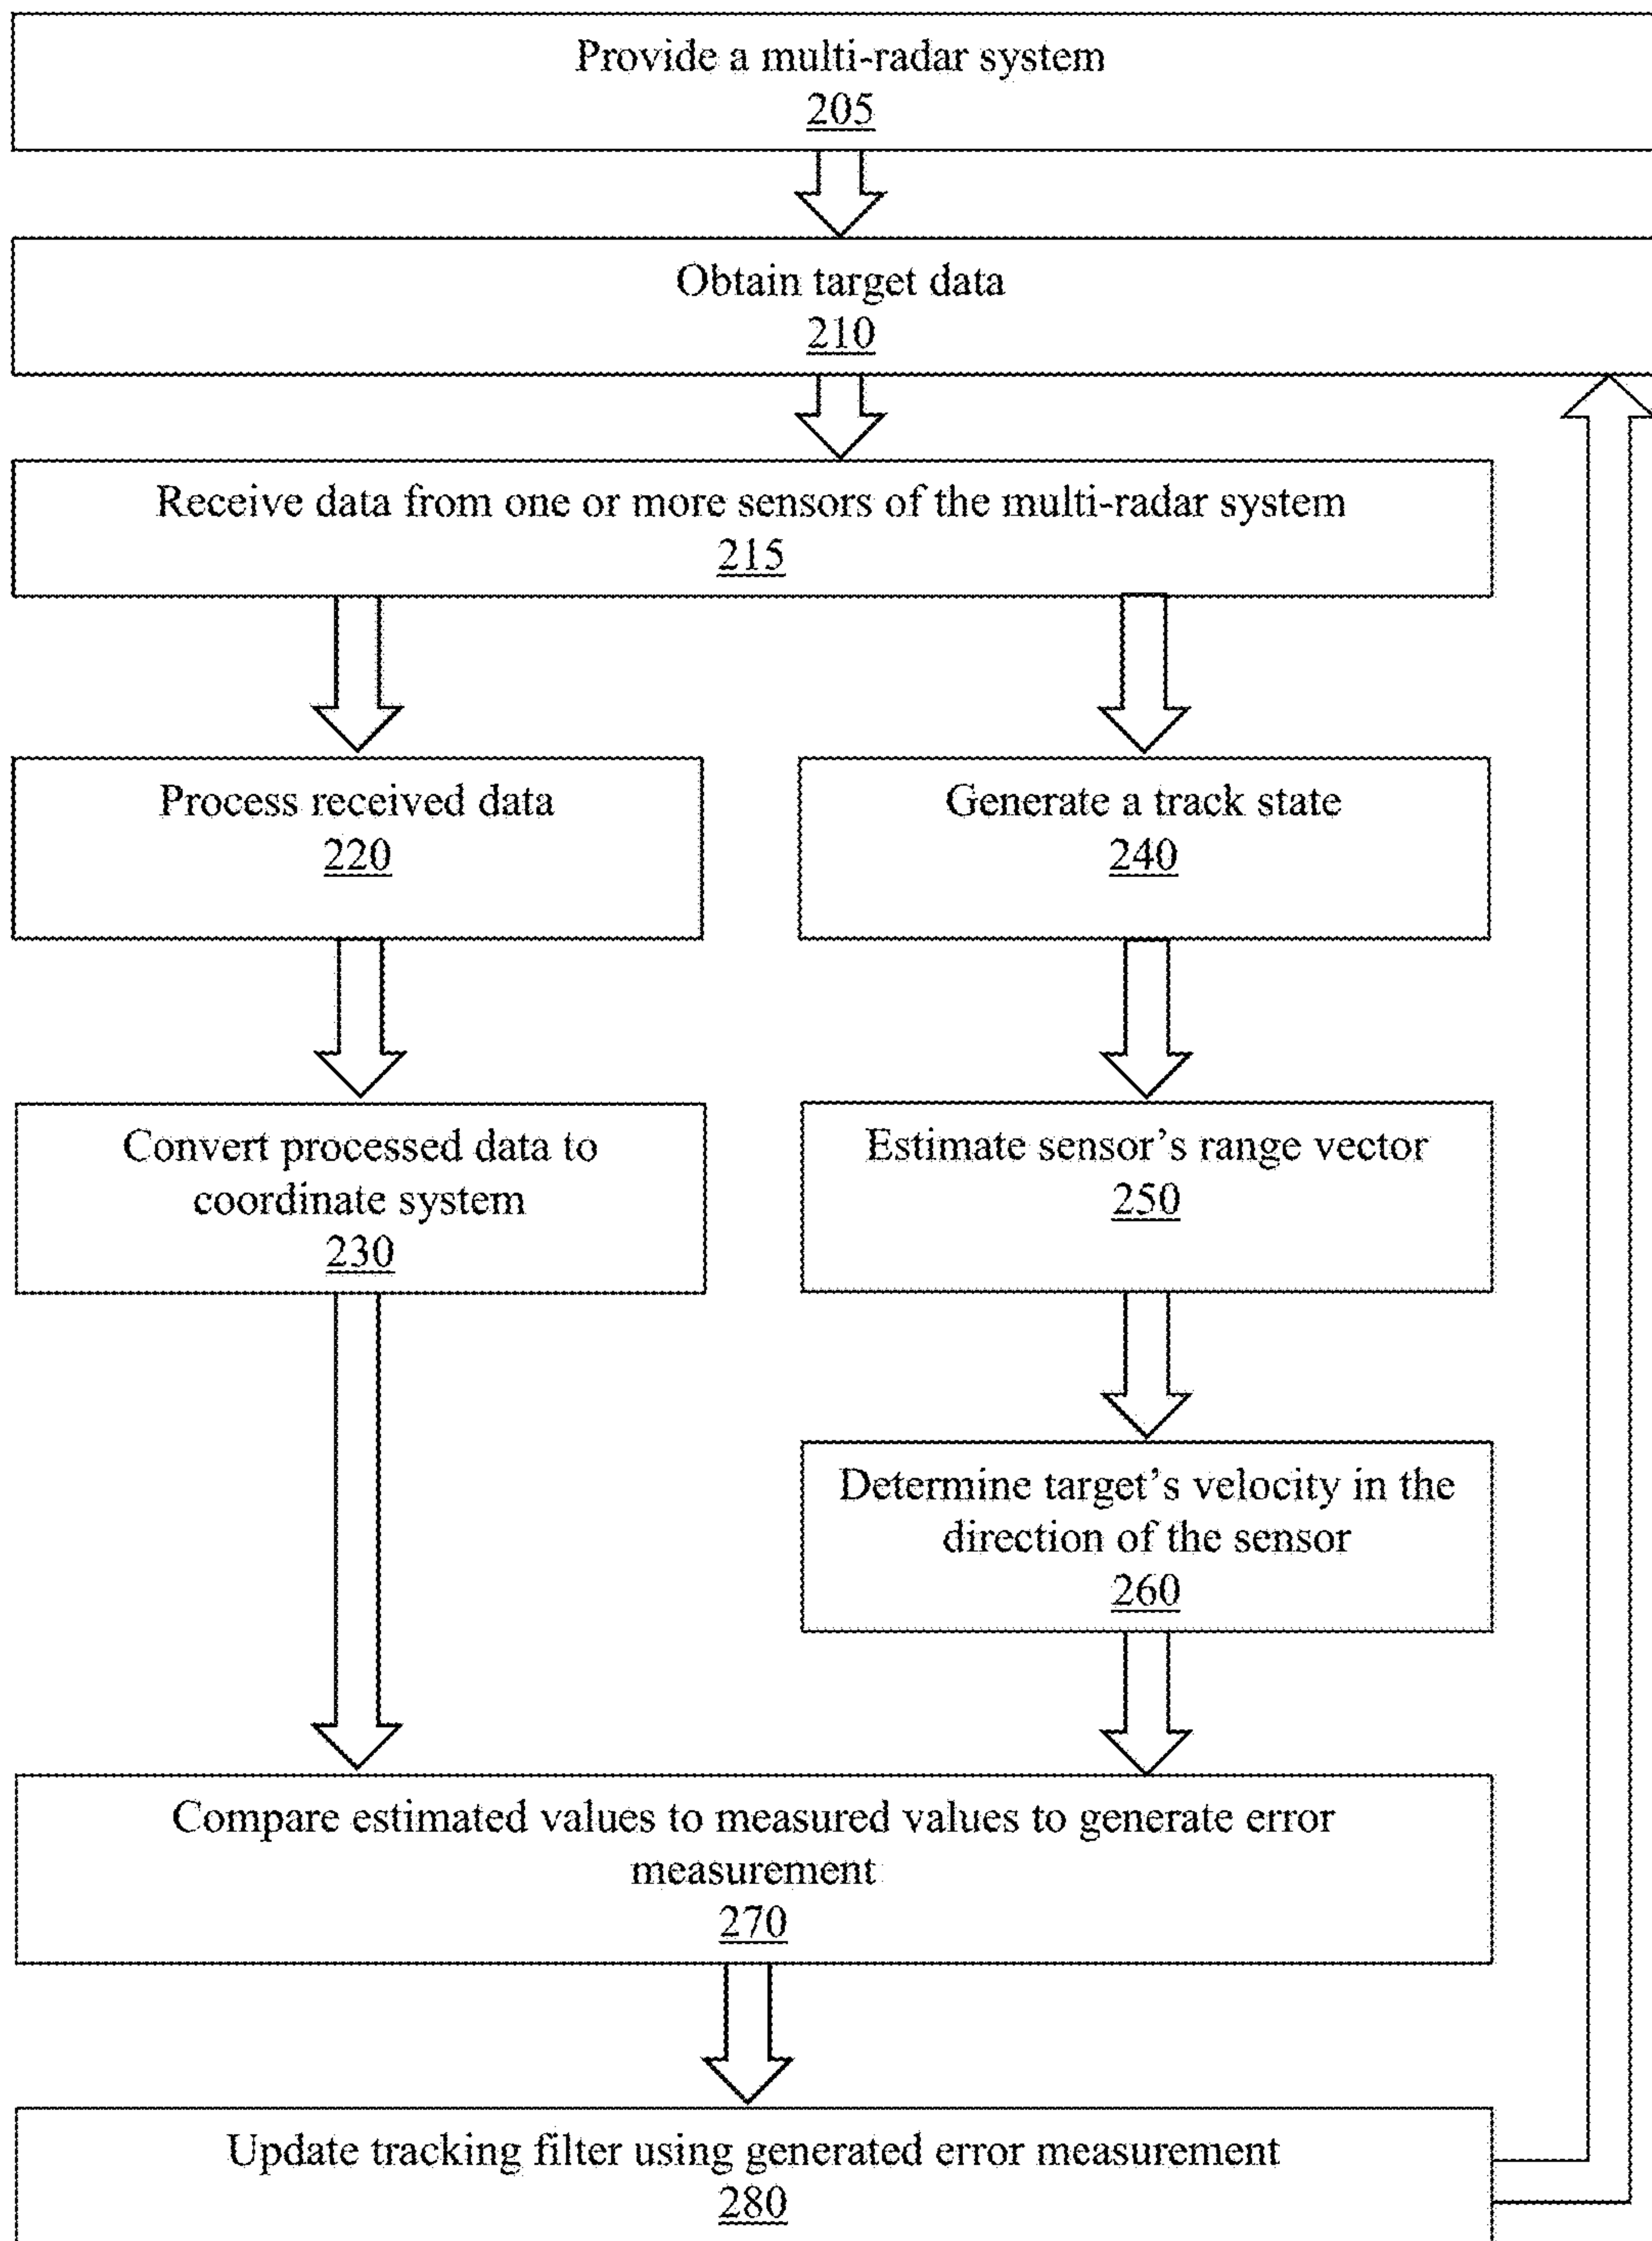 Provide a multi-radar system
205
Obtain target data
210
Receive data from one or more sensors of the multi-radar system
215
Process received data
220
Generate a track state
240
Convert processed data to
coordinate system
230
Estimate sensor’s range vector
250
Determine target’s velocity in the
direction of the sensor
260
Compare estimated values to measured values to generate error
measurement
270
Update tracking filter using generated error measurement
280